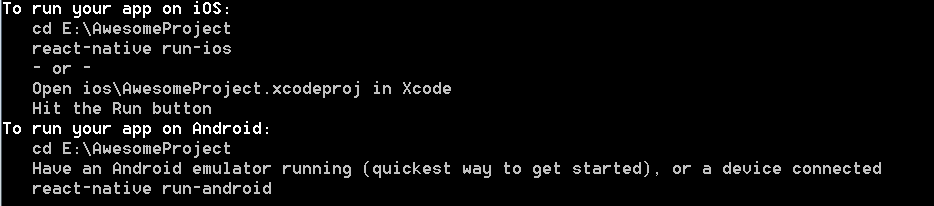 To run your app on iOS:
cd E:\AwesomeProject
react-native run-ios
- or -
Open ios\AwesomeProject.xcodeproj in Xcode
Hit the Run button
To run your app on Android:
cd E:\AwesomeProject
Have an Android emulator running (quickest way to get started), or a device connected
react-native run-android